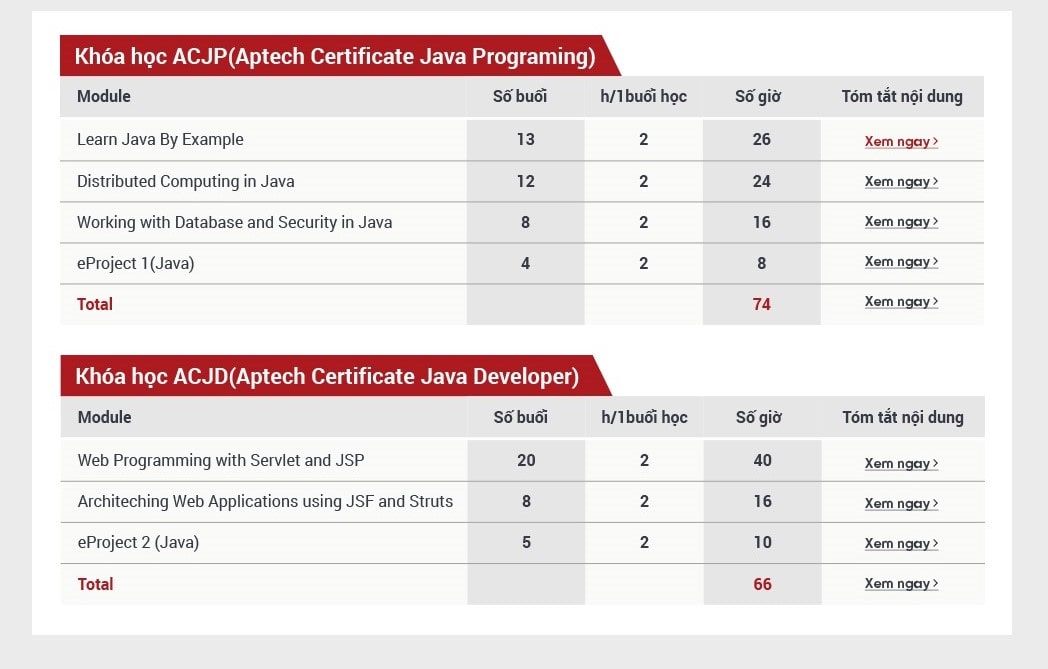 Khóa học ACJP(Aptech Certificate Java Programing)
Module Số buổi h/1buổi học Số giờ Tóm tắt nội dung
Learn Java By Example 13 2 26 Xem ngay >
Distributed Computing in Java 12 2 24 Xem ngay >
Working with Database and Security in Java 8 2 16 Xem ngay >
eProject 1(Java) 4 2 8 Xem ngay >
Total 74 Xem ngay >
Khóa học ACJD(Aptech Certificate Java Developer)
Module Số buổi h/1buổi học Số giờ Tóm tắt nội dung
Web Programming with Servlet and JSP 20 2 40 Xem ngay >
Architeching Web Applications using JSF and Struts 8 2 16 Xem ngay >
eProject 2 (Java) 5 2 10 Xem ngay >
Total 66 Xem ngay >